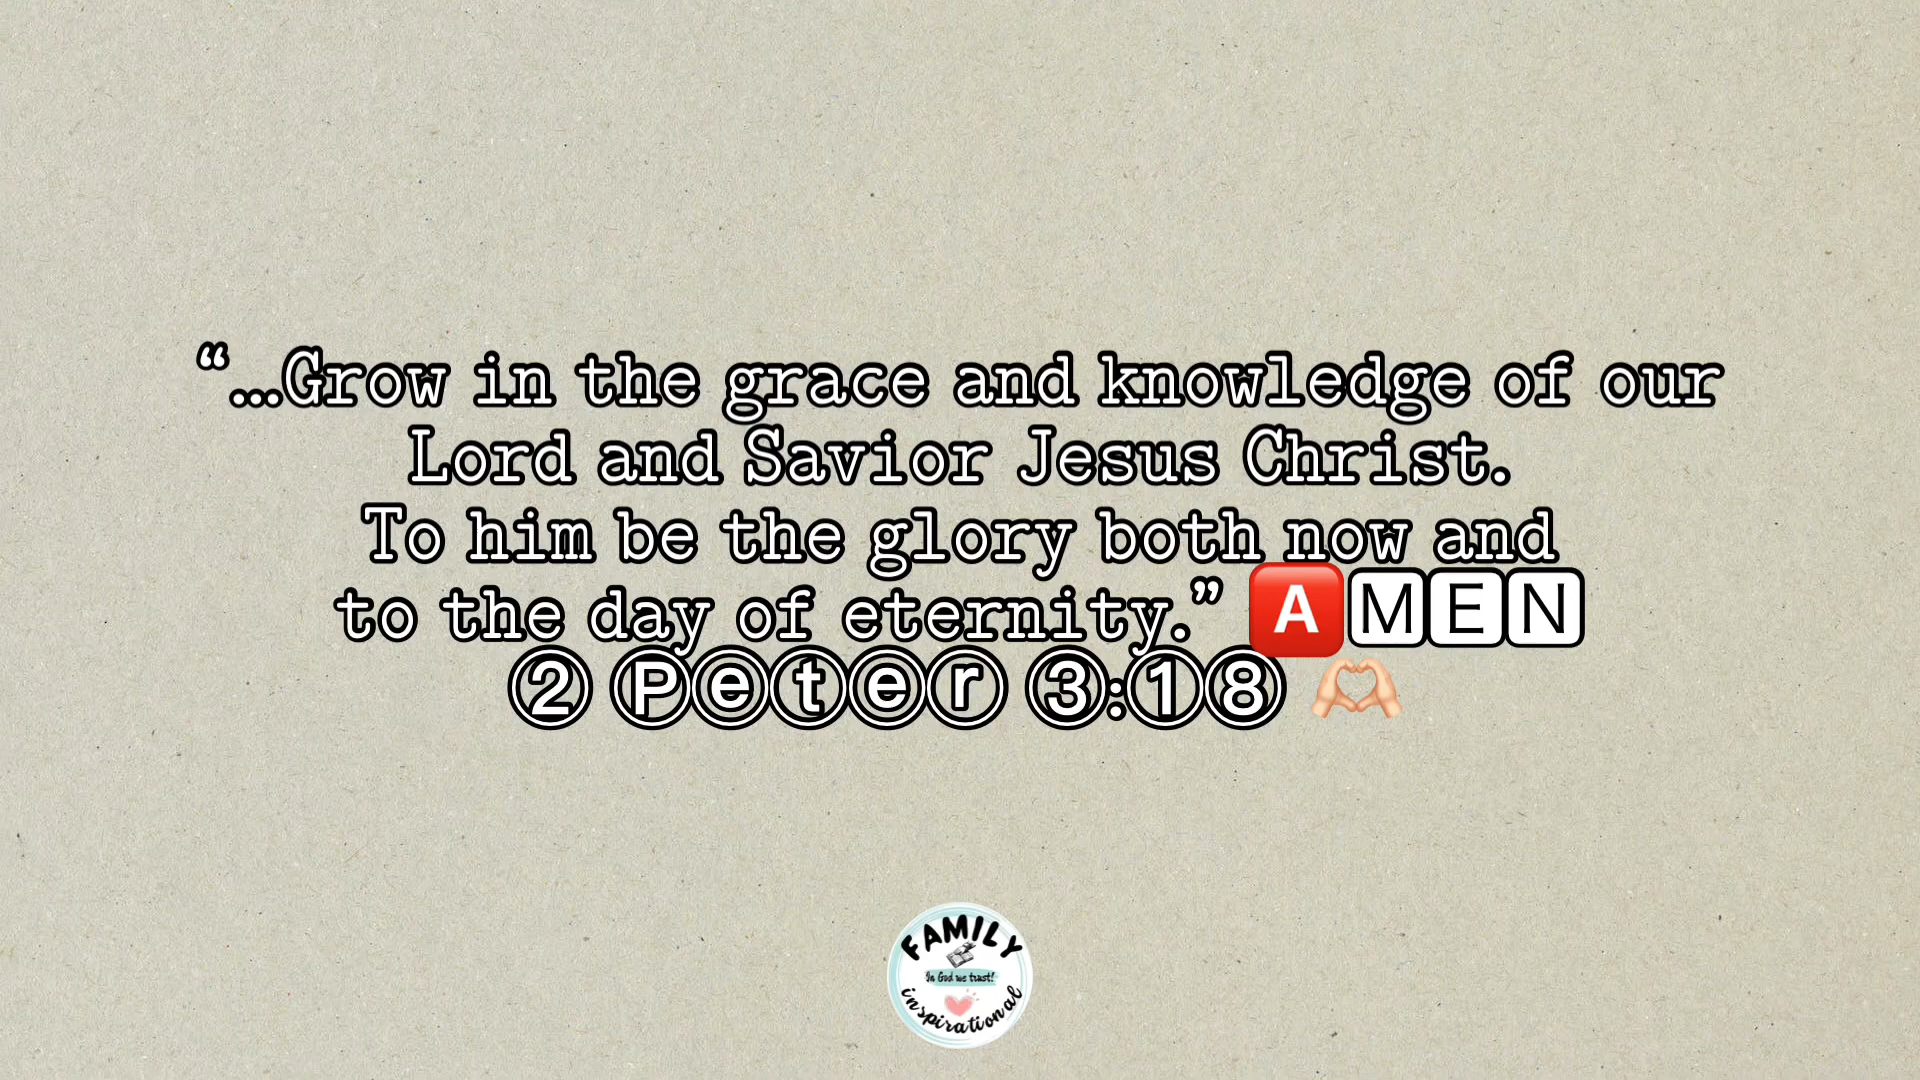 “...Grow in the grace and knowledge of our
Lord and Savior Jesus Christ.
To him be the glory both now and
to the day of eternity.” 🅰🄼🄴🄽
② Ⓟⓔⓣⓔⓡ ③:①⑧ 🫶🏻
FAMILY
In God we trust!
inspirational